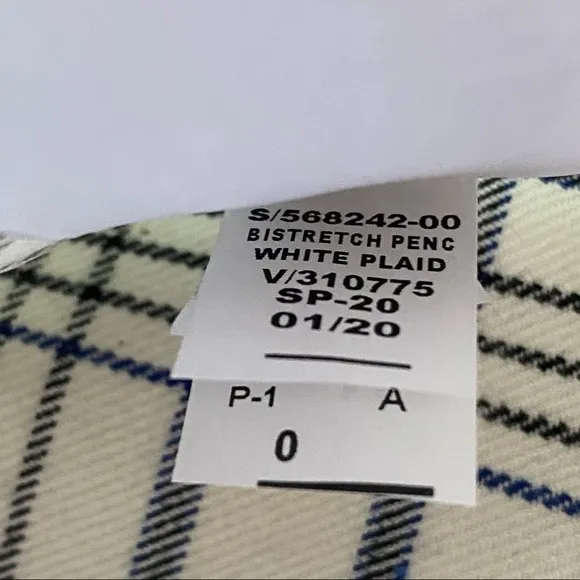 S/568242-00
BISTRETCH PENC
WHITE PLAID
V/310775
SP-20
01/20
P-1 A
0